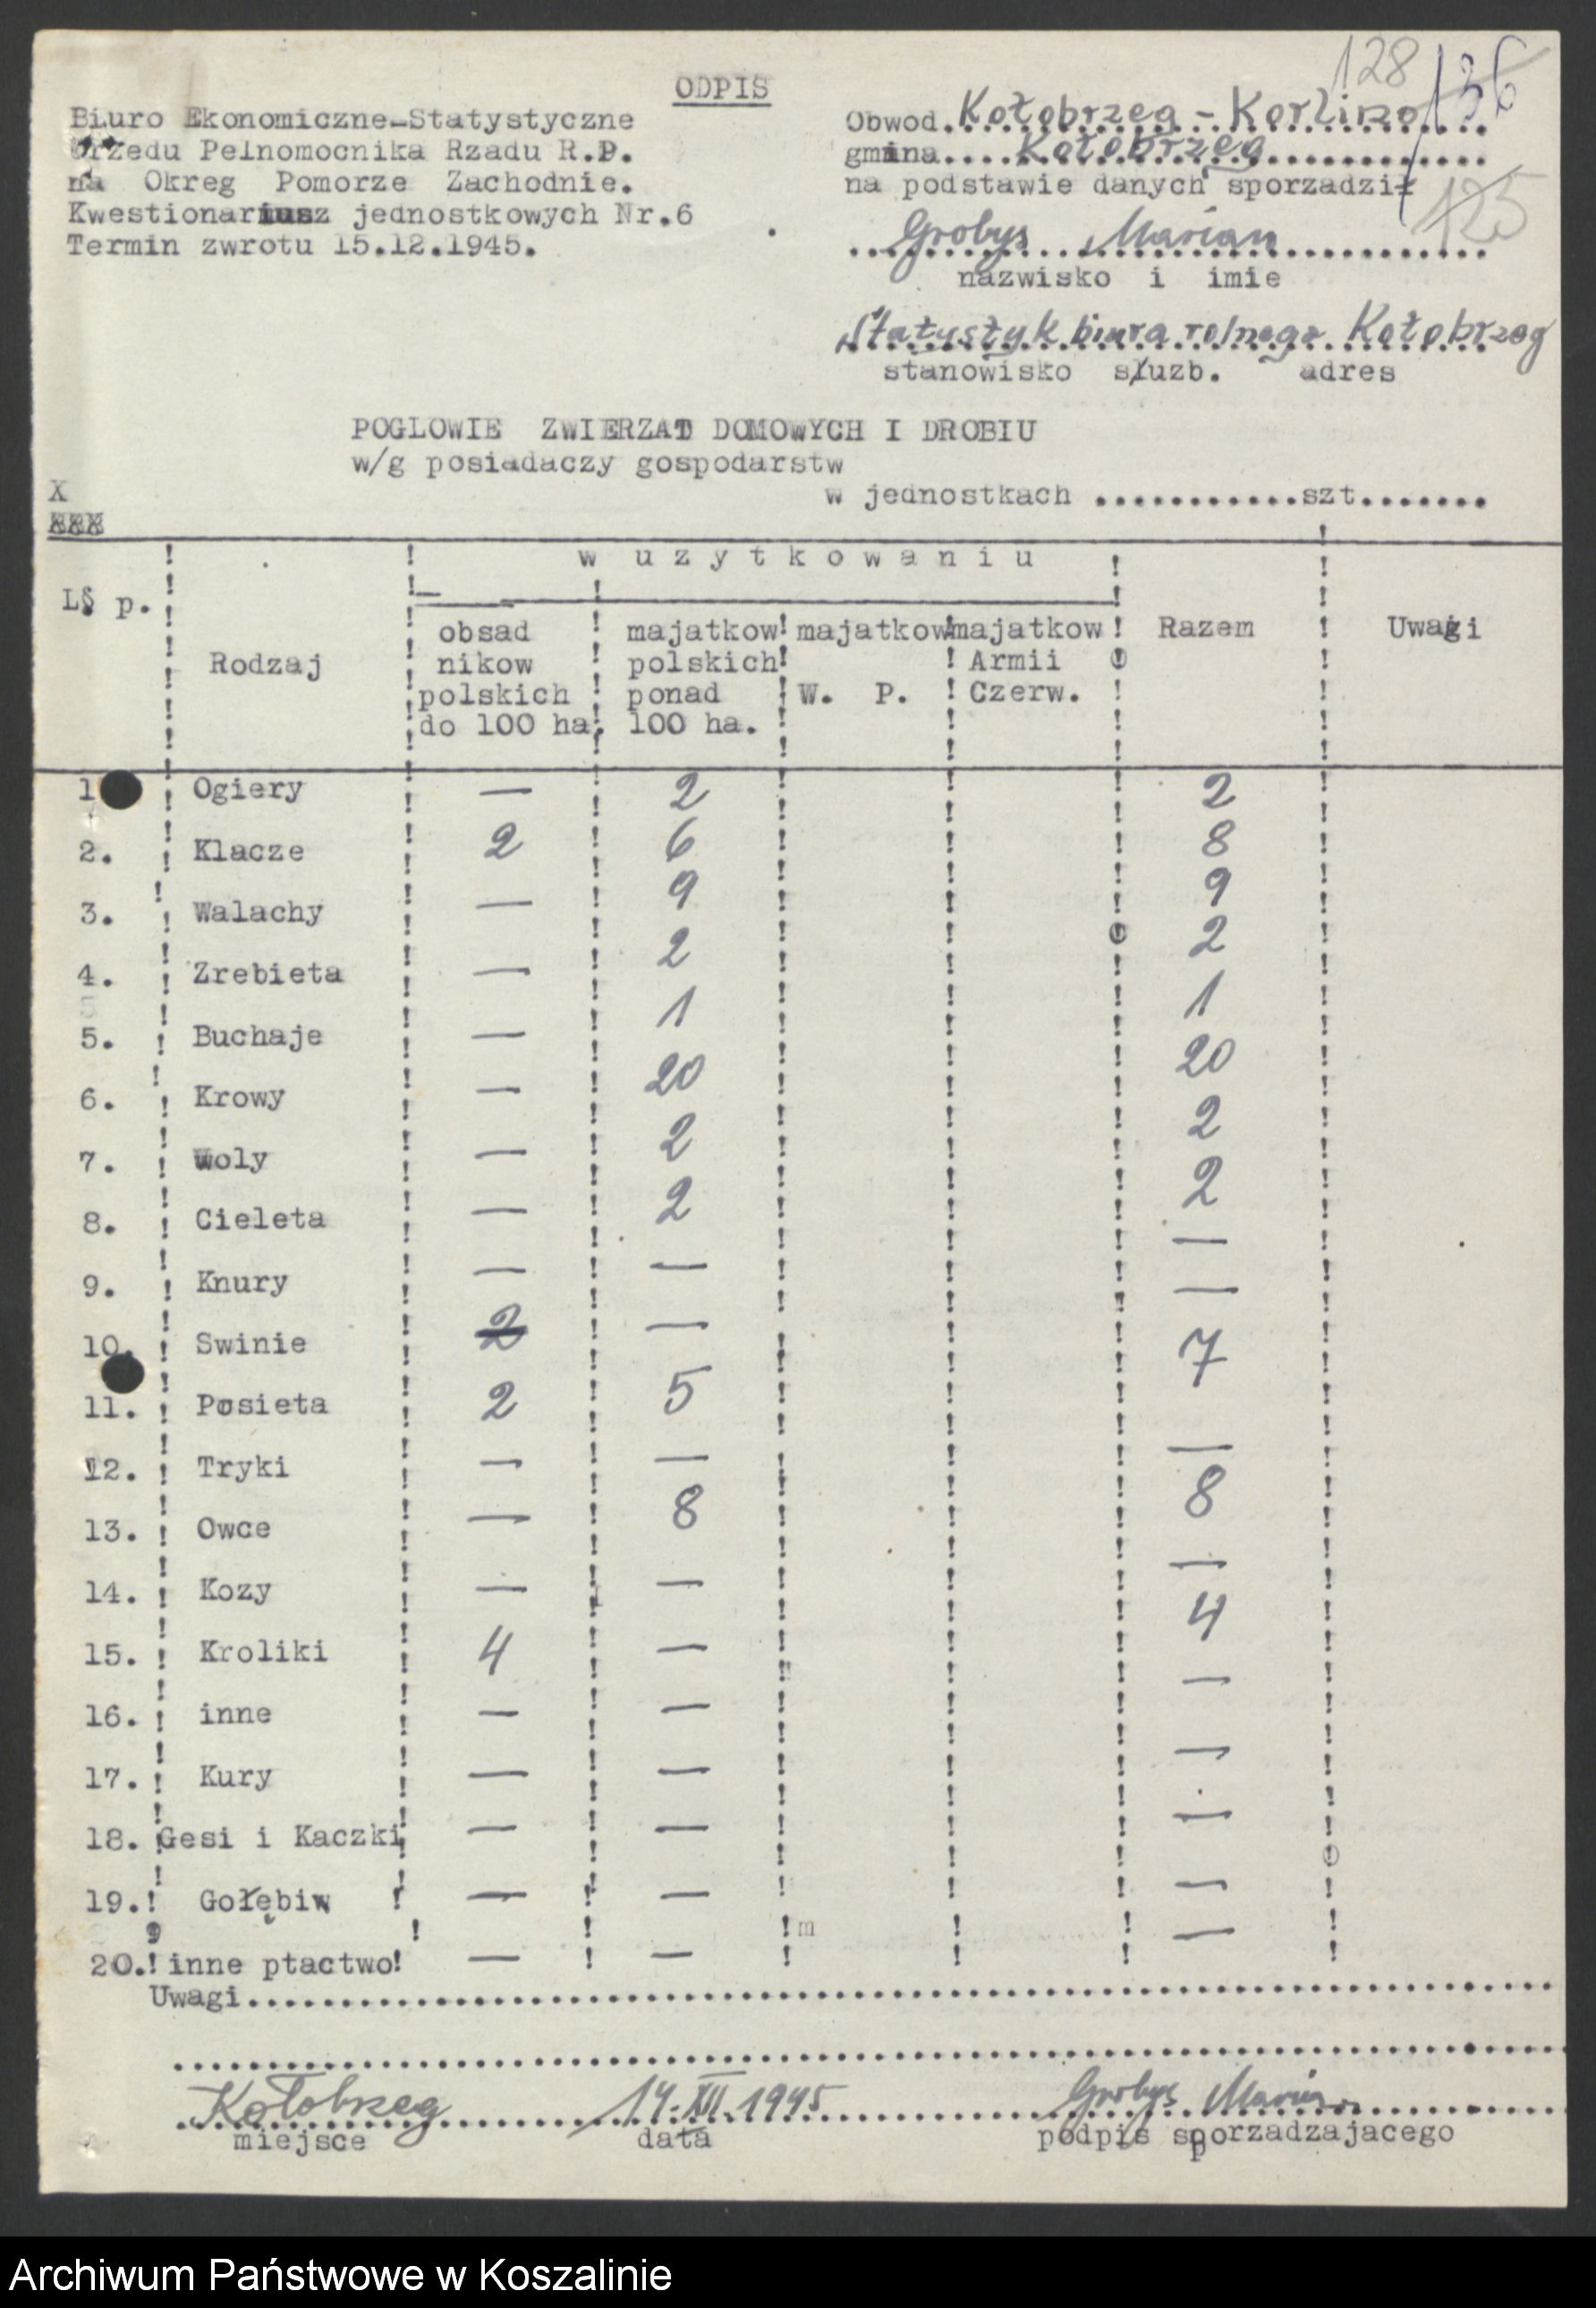 128 136
ODPIS
Biuro Ekonomiczne-Statystyczne
Urzedu Pelnomocnika Rzadu R.P.
na Okreg Pomorze Zachodnie.
Kwestionariusz jednostkowych Nr.6
Termin zwrotu 15.12.1945.
Obwod. Kołobrzeg - Korlino
gmina.... Kołobrzeg
na podstawie danych sporzadził
125
Grobys Marian
nazwisko i imie
Statystyk biura rolnego Kołobrzeg
stanowisko służb. adres
POGLOWIE ZWIERZAT DOMOWYCH I DROBIU
w/g posiadaczy gospodarstw
w jednostkach ............szt.......
X
w uzytkowaniu
L. p. Rodzaj obsad nikow polskich do 100 ha. majatkow polskich ponad 100 ha. majatkow W. P. majatkow Armii Czerw. Razem Uwagi
1 Ogiery — 2 2
2. Klacze 2 6 8
3. Walachy — 9 9
4. Zrebieta — 2 2
5. Buchaje — 1 1
6. Krowy — 20 20
7. Woly — 2 2
8. Cieleta — 2 2
9. Knury — — —
10. Swinie 2 — —
11. Posieta 2 5 7
12. Tryki — — —
13. Owce — 8 8
14. Kozy — — —
15. Kroliki 4 — 4
16. inne — — —
17. Kury — — —
18. Gesi i Kaczki — — —
19. Gołębiw — — —
m
20. inne ptactwo — — —
Uwagi
Kołobrzeg 14.XII.1945 Grobys Marian
miejsce data podpis sporzadzajacego
Archiwum Państwowe w Koszalinie